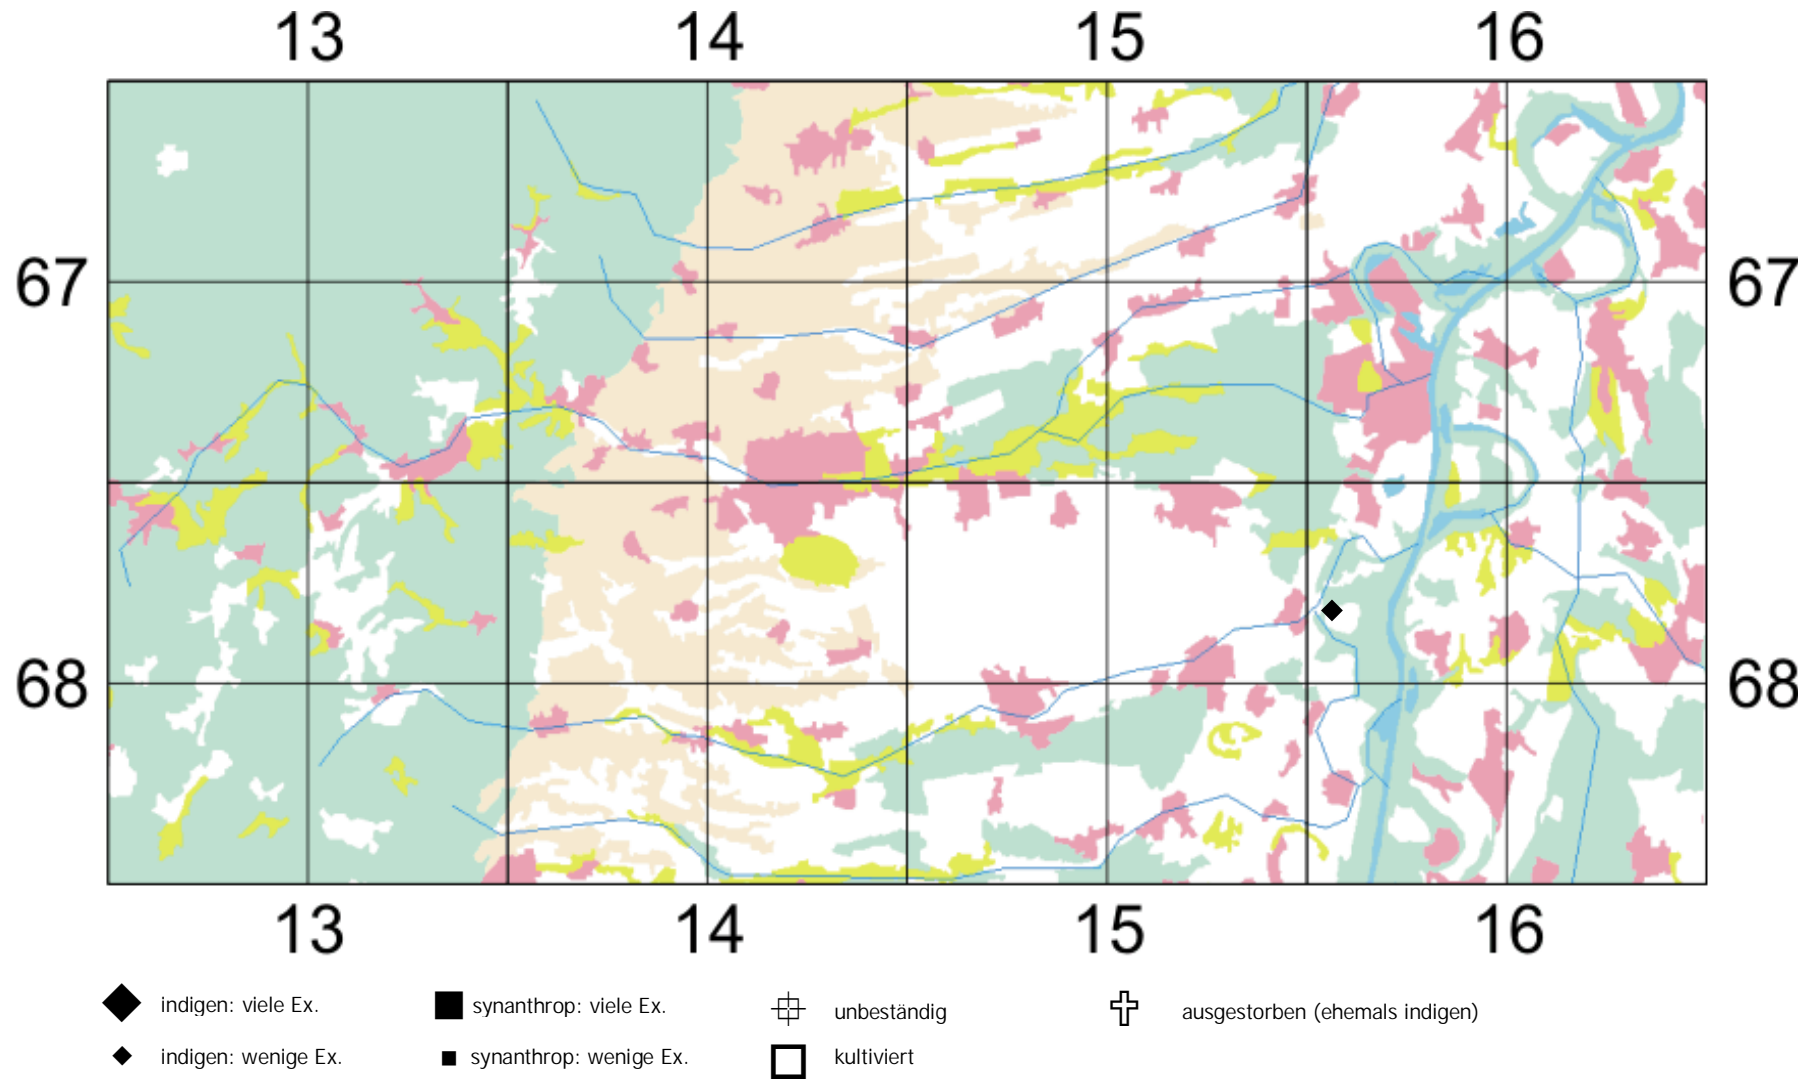 13 14 15 16
67 67
68 68
13 14 15 16
indigen: viele Ex. synanthrop: viele Ex. unbeständig ausgestorben (ehemals indigen)
indigen: wenige Ex. synanthrop: wenige Ex. kultiviert